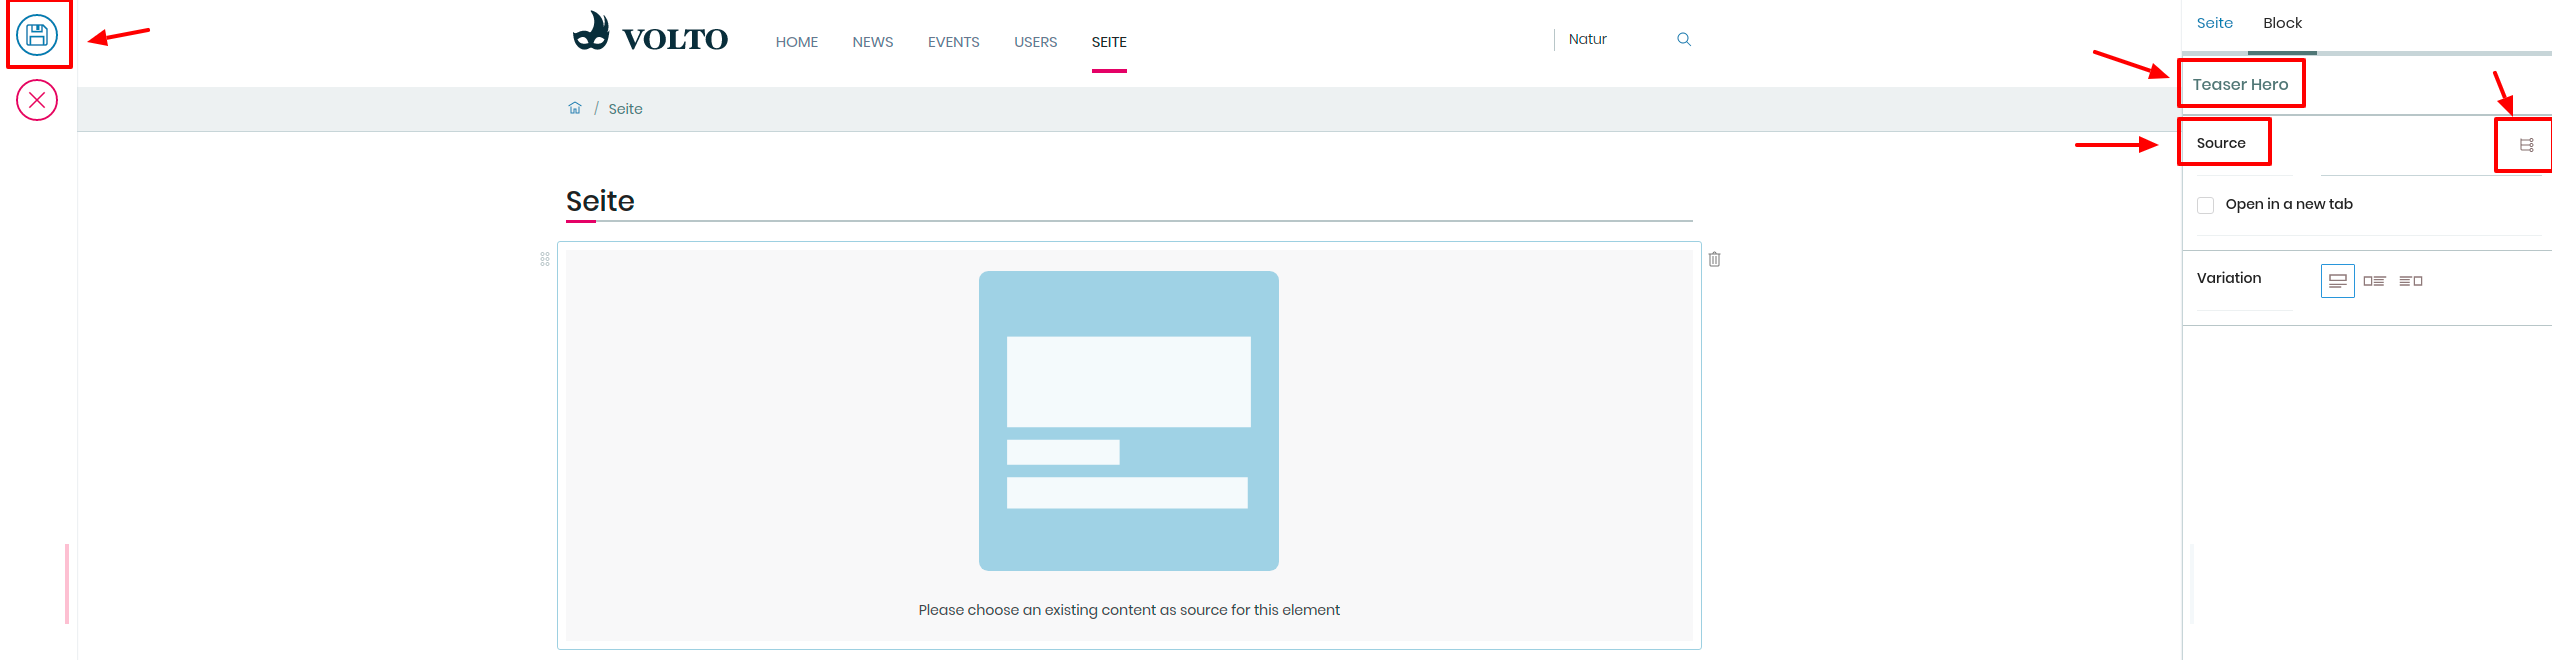 VOLTO
HOME NEWS EVENTS USERS SEITE
Natur
/ Seite
Seite
Please choose an existing content as source for this element
Seite Block
Teaser Hero
Source
Open in a new tab
Variation